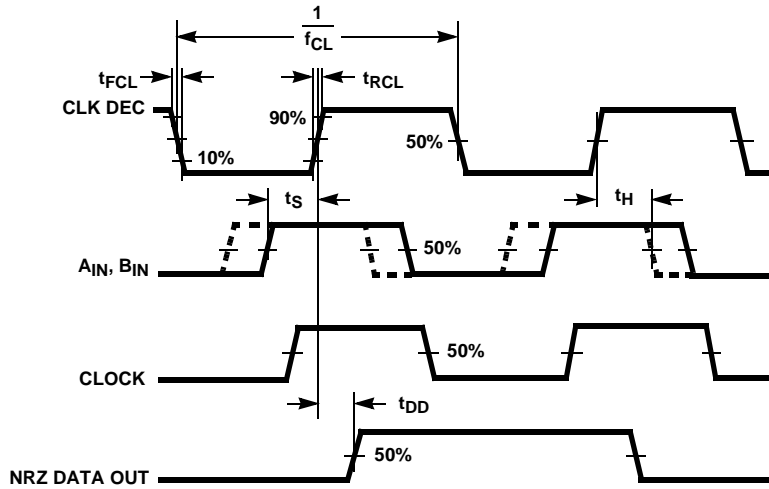 1
fCL
tFCL
tRCL
CLK DEC
90%
10%
50%
tS
tH
AIN, BIN
50%
CLOCK
50%
tDD
NRZ DATA OUT
50%